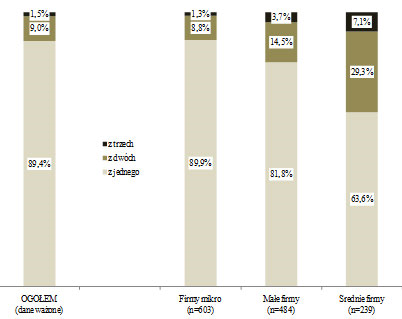 1,5%
9,0%
89,4%
1,3%
8,8%
89,9%
3,7%
14,5%
81,8%
7,1%
29,3%
63,6%
z trzech
z dwóch
z jednego
OGÓŁEM
(dane ważone)
Firmy mikro
(n=603)
Małe firmy
(n=484)
Średnie firmy
(n=239)